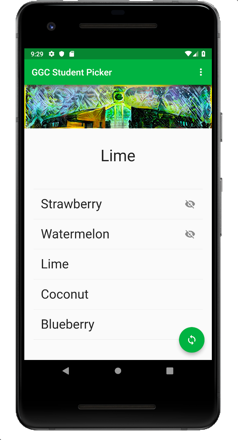 9:29
GGC Student Picker
Lime
Strawberry
Watermelon
Lime
Coconut
Blueberry